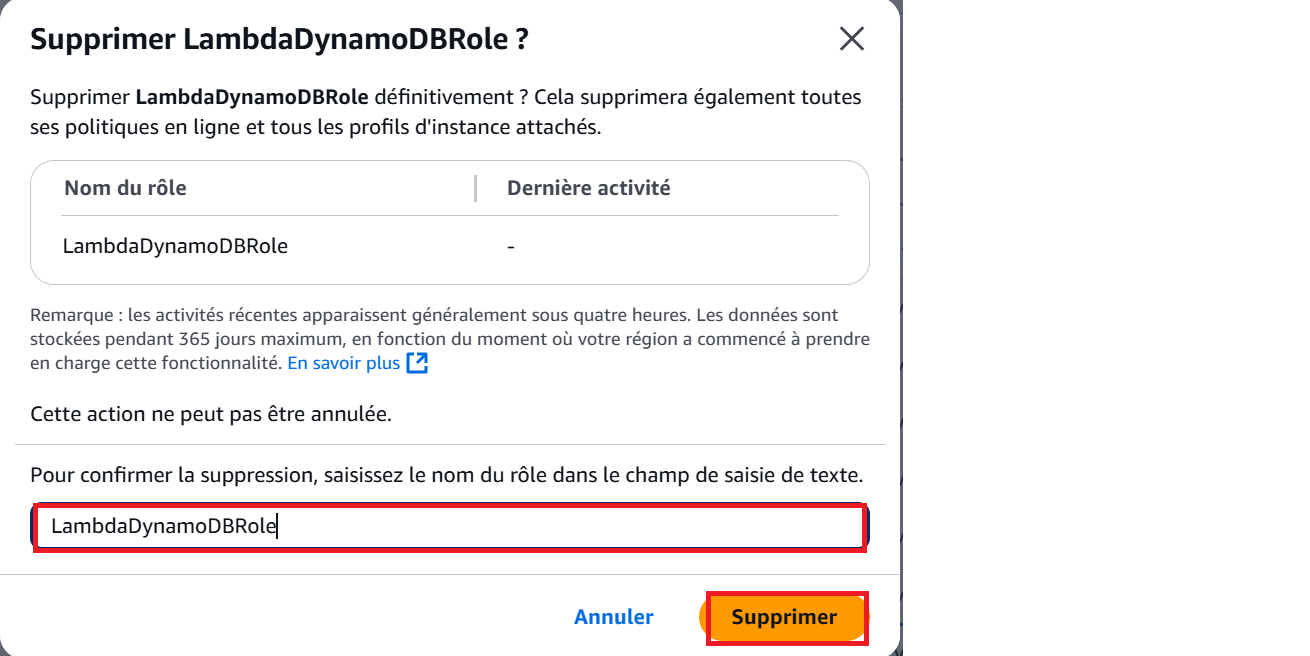 Supprimer LambdaDynamoDBRole ?
Supprimer LambdaDynamoDBRole définitivement ? Cela supprimera également toutes
ses politiques en ligne et tous les profils d'instance attachés.
Nom du rôle
Dernière activité
LambdaDynamoDBRole
-
Remarque : les activités récentes apparaissent généralement sous quatre heures. Les données sont
stockées pendant 365 jours maximum, en fonction du moment où votre région a commencé à prendre
en charge cette fonctionnalité. En savoir plus
Cette action ne peut pas être annulée.
Pour confirmer la suppression, saisissez le nom du rôle dans le champ de saisie de texte.
LambdaDynamoDBRole
Annuler
Supprimer